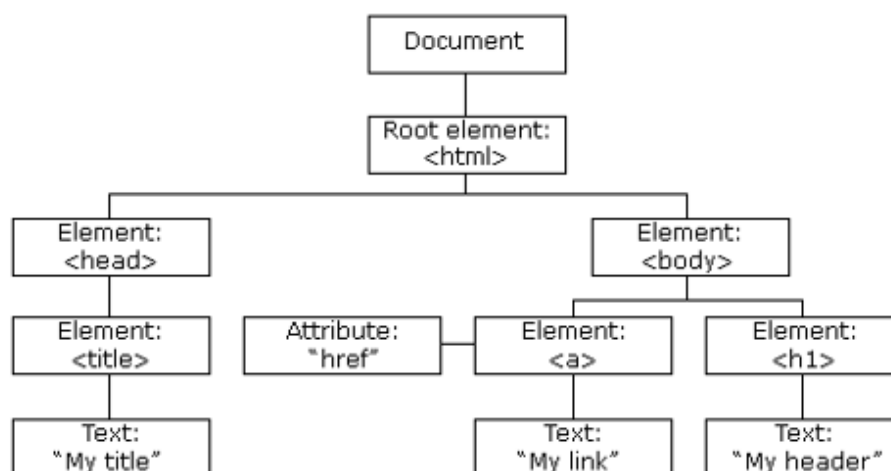 Document
Root element:
<html>
Element:
<head>
Element:
<body>
Element:
<title>
Attribute:
"href"
Element:
<a>
Element:
<h1>
Text:
"My title"
Text:
"My link"
Text:
"My header"